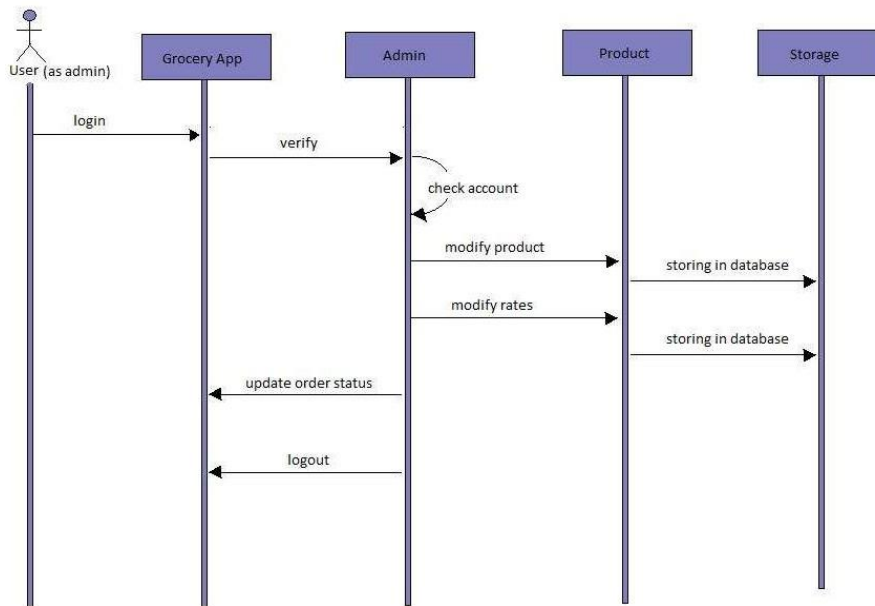 User (as admin)
Grocery App
Admin
Product
Storage
login
verify
check account
modify product
storing in database
modify rates
storing in database
update order status
logout